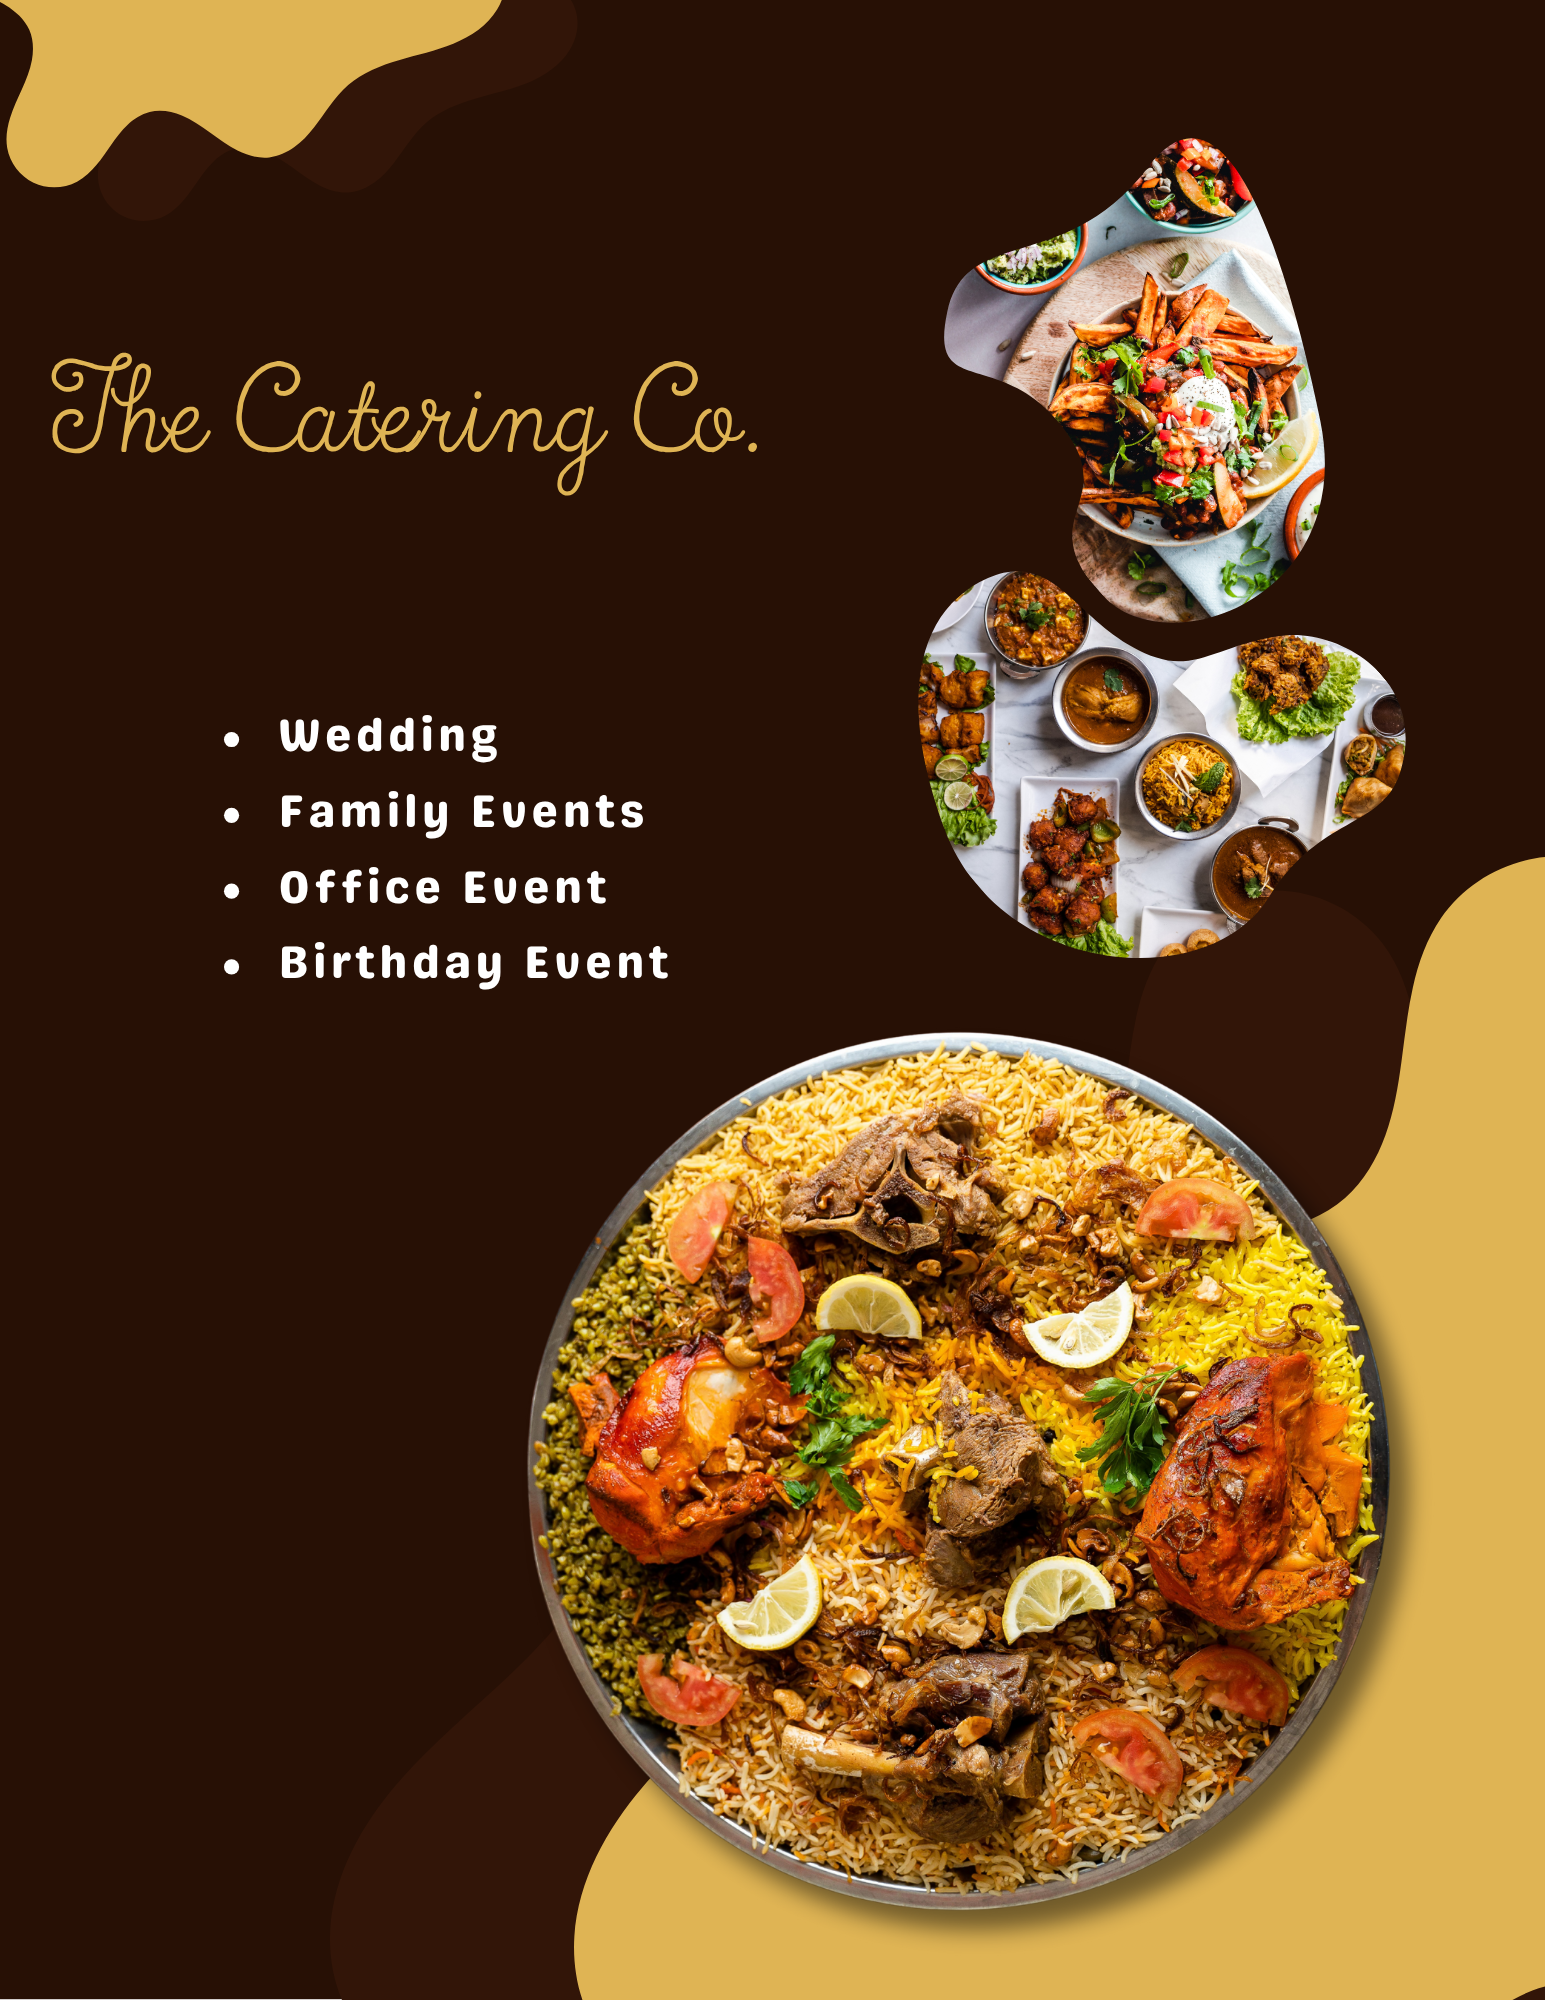 The Catering Co.
• Wedding
• Family Events
• Office Event
• Birthday Event